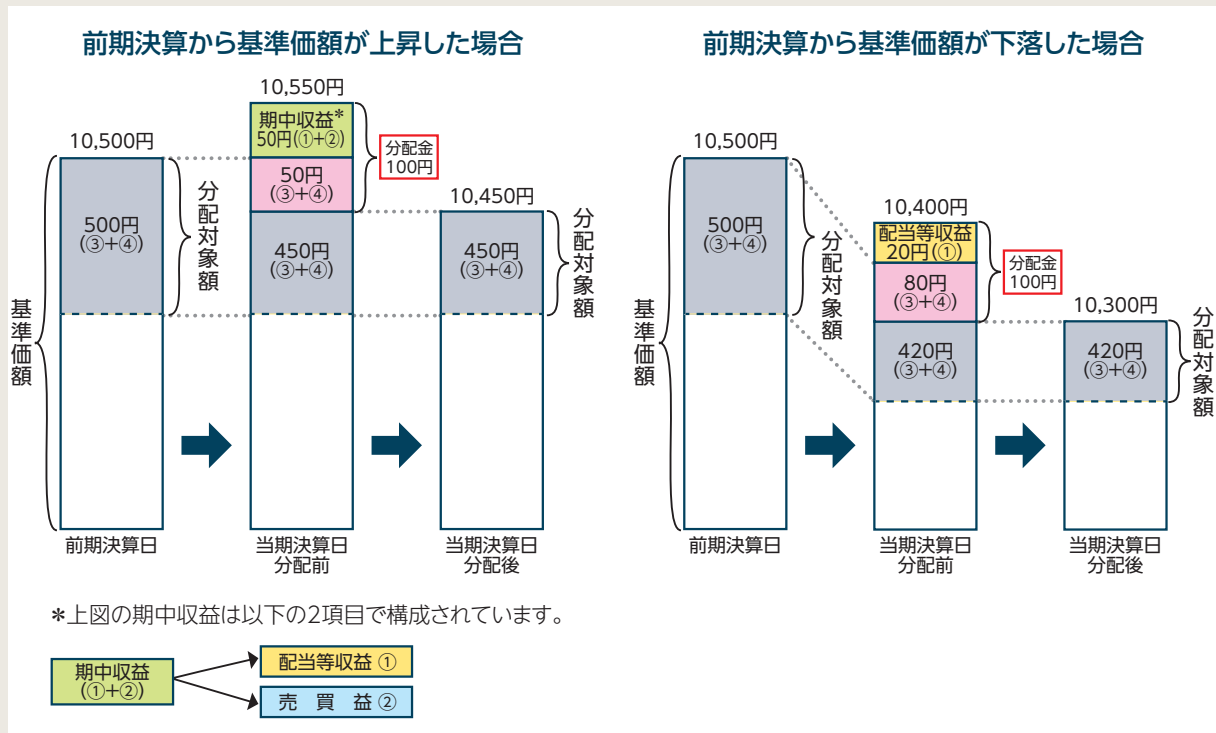 前期決算から基準価額が上昇した場合
10,550円
期中収益*
50円(①+②)
分配金
100円
10,500円
50円
(③+④)
10,450円
500円
(③+④)
分配対象額
450円
(③+④)
450円
(③+④)
分配対象額
基準価額
前期決算日
当期決算日
分配前
当期決算日
分配後
前期決算から基準価額が下落した場合
10,500円
10,400円
500円
(③+④)
分配対象額
配当等収益
20円(①)
分配金
100円
80円
(③+④)
10,300円
基準価額
420円
(③+④)
420円
(③+④)
分配対象額
前期決算日
当期決算日
分配前
当期決算日
分配後
*上図の期中収益は以下の2項目で構成されています。
期中収益
(①+②)
配当等収益 ①
売 買 益 ②